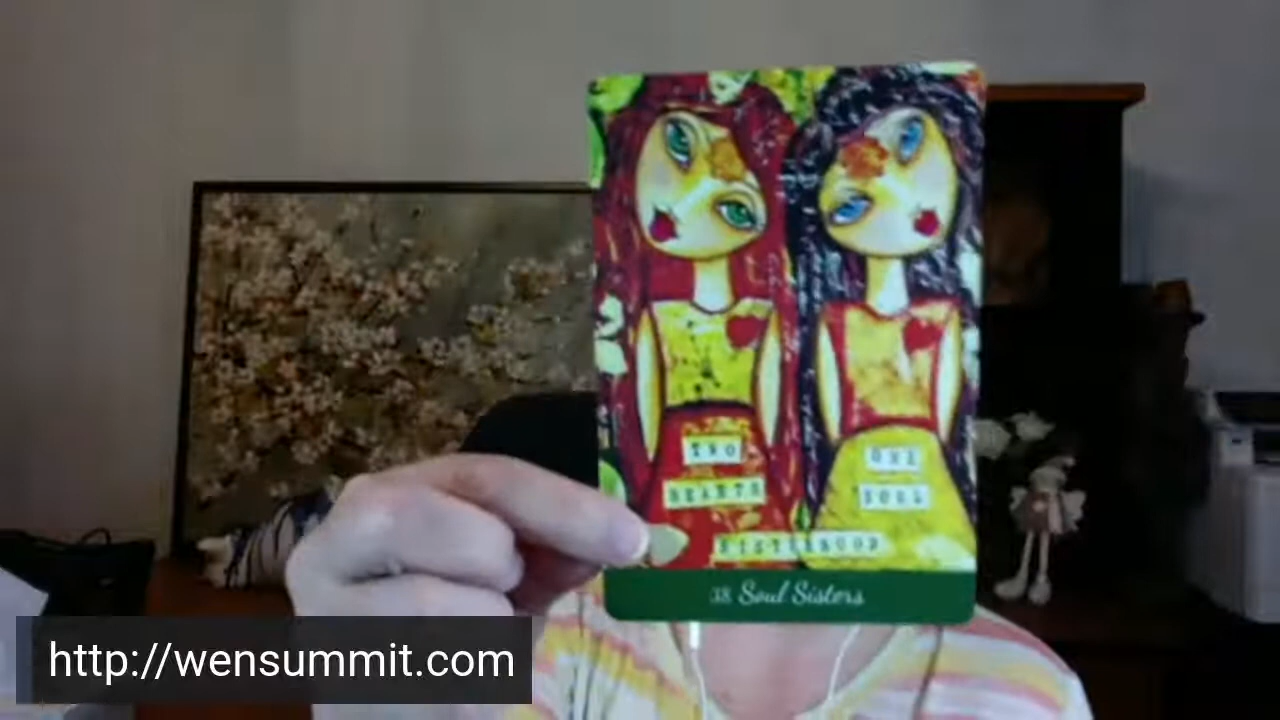 TWO
HEARTS
ONE
SOUL
SISTERHOOD
38 Soul Sisters
http://wensummit.com